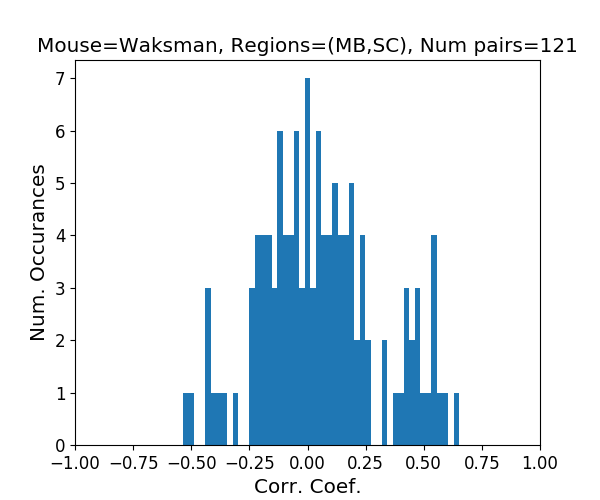 Mouse=Waksman, Regions=(MB,SC), Num pairs=121
7
6
5
4
3
2
1
0
Num. Occurances
−1.00 −0.75 −0.50 −0.25 0.00 0.25 0.50 0.75 1.00
Corr. Coef.